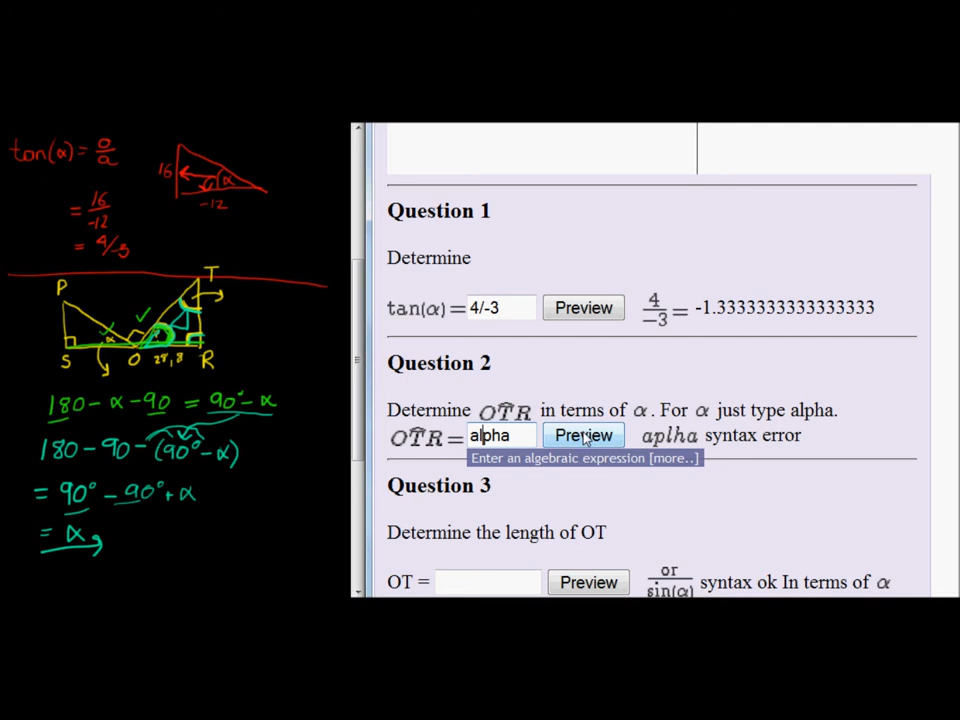 tan(α) = o/a
= 16/-12
= 4/-3
16
α
-12
P
T
S
α
O
28,8
R
180 - α - 90 = 90° - α
180 - 90 - (90° - α)
= 90° - 90° + α
= α
Question 1
Determine
tan(α) = 4/-3 Preview 4/-3 = -1.3333333333333333
Question 2
Determine OT̂R in terms of α. For α just type alpha.
OT̂R = alpha Preview aplha syntax error
Enter an algebraic expression [more..]
Question 3
Determine the length of OT
OT = Preview or/sin(α) syntax ok In terms of α